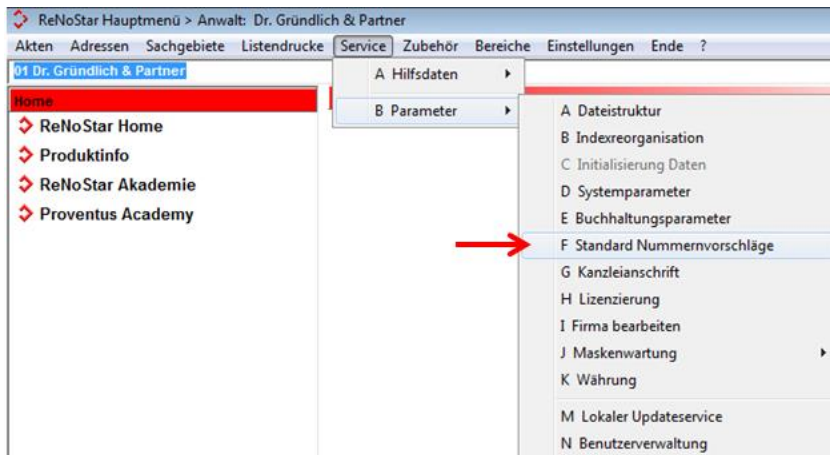 ReNoStar Hauptmenü > Anwalt: Dr. Gründlich & Partner
Akten Adressen Sachgebiete Listendrucke Service Zubehör Bereiche Einstellungen Ende ?
01 Dr. Gründlich & Partner
Home
ReNoStar Home
Produktinfo
ReNoStar Akademie
Proventus Academy
A Hilfsdaten
B Parameter
A Dateistruktur
B Indexreorganisation
C Initialisierung Daten
D Systemparameter
E Buchhaltungsparameter
F Standard Nummernvorschläge
G Kanzleianschrift
H Lizenzierung
I Firma bearbeiten
J Maskenwartung
K Währung
M Lokaler Updateservice
N Benutzerverwaltung